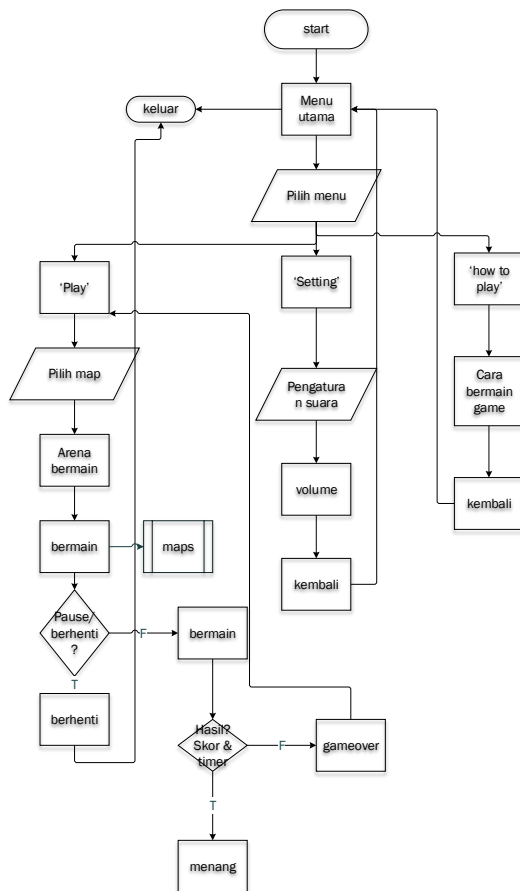 start
Menu
utama
keluar
Pilih menu
'Play'
'Setting'
'how to
play'
Pilih map
Pengatura
n suara
Cara
bermain
game
Arena
bermain
volume
kembali
bermain
maps
kembali
Pause/
berhenti
?
F
bermain
T
berhenti
Hasil?
Skor &
timer
F
gameover
T
menang